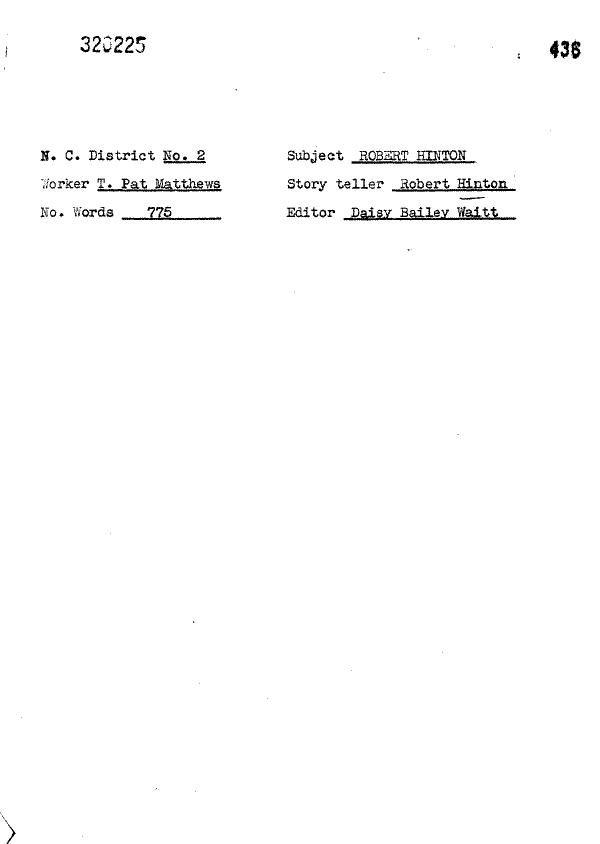 320225 436
N. C. District No. 2 Subject ROBERT HINTON
Worker T. Pat Matthews Story teller Robert Hinton
No. Words 775 Editor Daisy Bailey Waitt